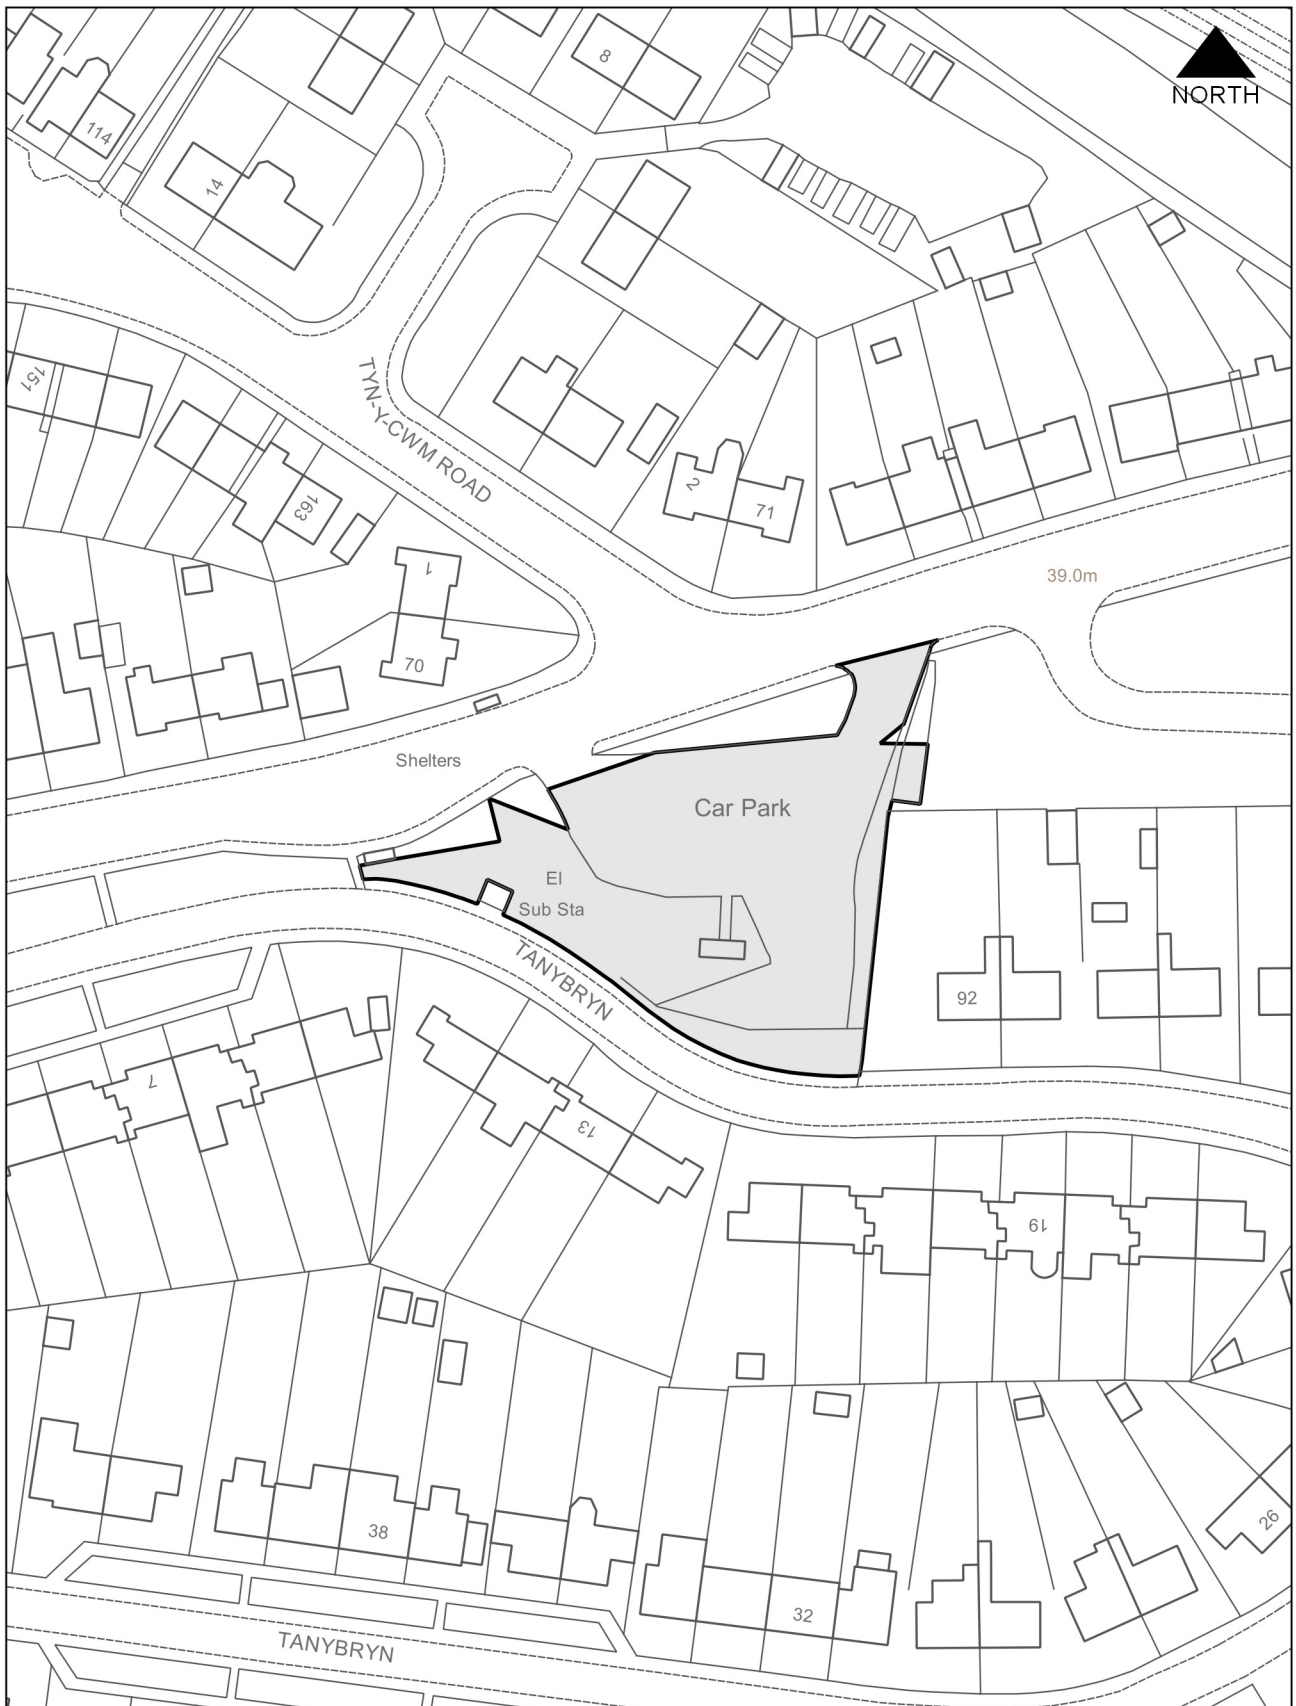 8
NORTH
114
14
151
TYN-Y-CWM ROAD
163
2
71
1
39.0m
70
Shelters
Car Park
El
Sub Sta
TANYBRYN
92
7
13
19
38
32
26
TANYBRYN